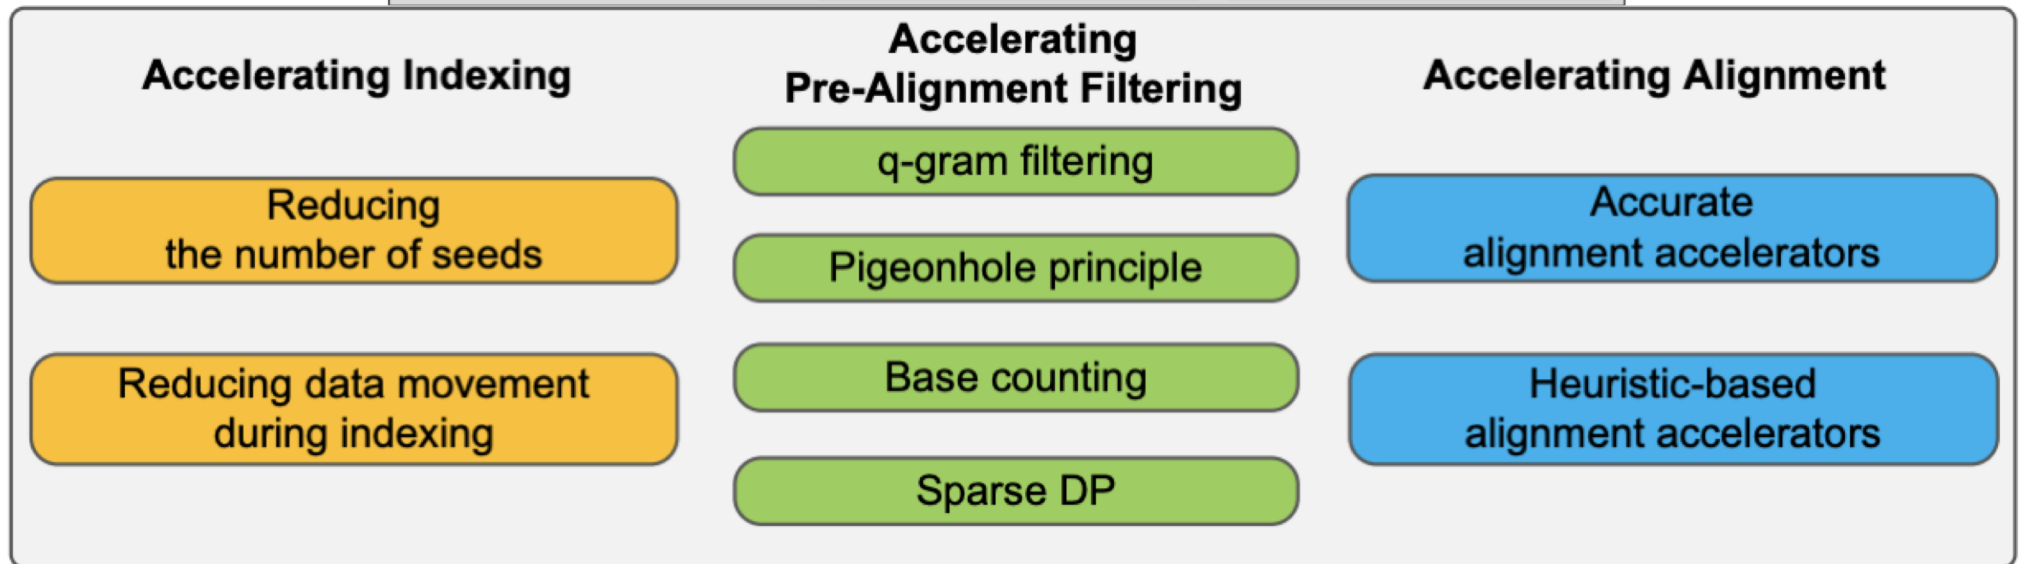 Accelerating Indexing
Reducing
the number of seeds
Reducing data movement
during indexing
Accelerating
Pre-Alignment Filtering
q-gram filtering
Pigeonhole principle
Base counting
Sparse DP
Accelerating Alignment
Accurate
alignment accelerators
Heuristic-based
alignment accelerators